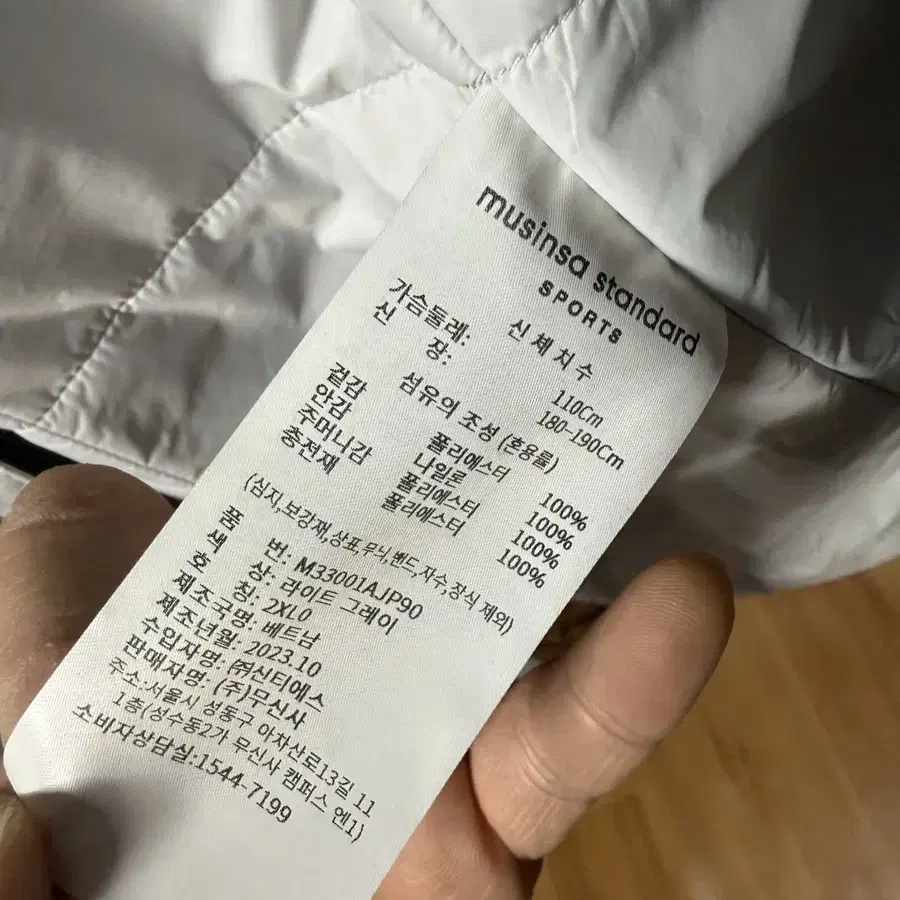 musinsa standard
SPORTS
신체치수
가슴둘레: 110Cm
신 장: 180-190Cm
섬유의 조성 (혼용률)
겉감 폴리에스터 100%
안감 나일론 100%
주머니감 폴리에스터 100%
충전재 폴리에스터 100%
(심지,보강재,상표,무늬,밴드,자수,장식 제외)
품 번: M33001AJP90
색 상: 라이트 그레이
호 칭: 2XL0
제조국명: 베트남
제조년월: 2023.10
수입자명: ㈜신티에스
판매자명: (주)무신사
주소:서울시 성동구 아차산로13길 11
1층(성수동2가 무신사 캠퍼스 엔1)
소비자상담실:1544-7199